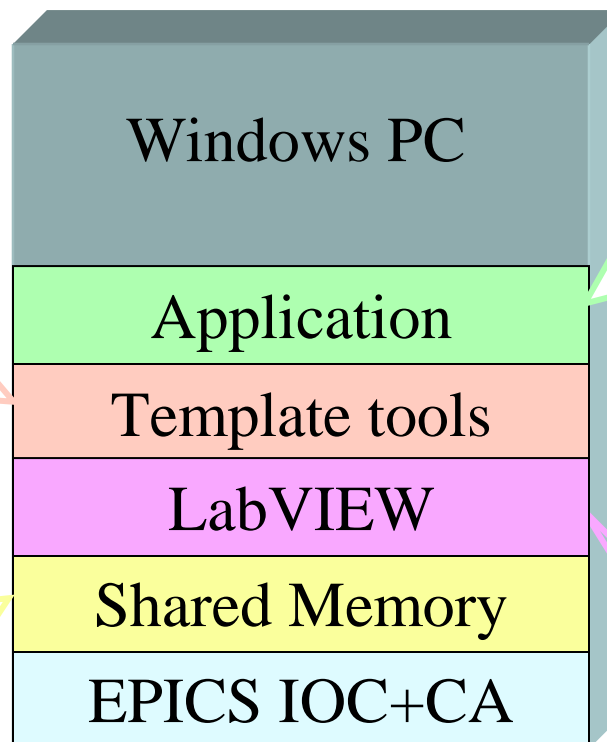 Windows PC
Application
Template tools
LabVIEW
Shared Memory
EPICS IOC+CA